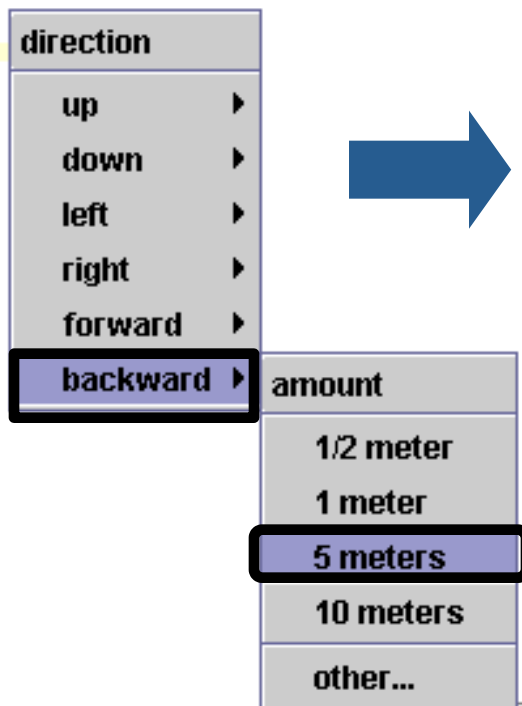 direction
up
down
left
right
forward
backward
amount
1/2 meter
1 meter
5 meters
10 meters
other...